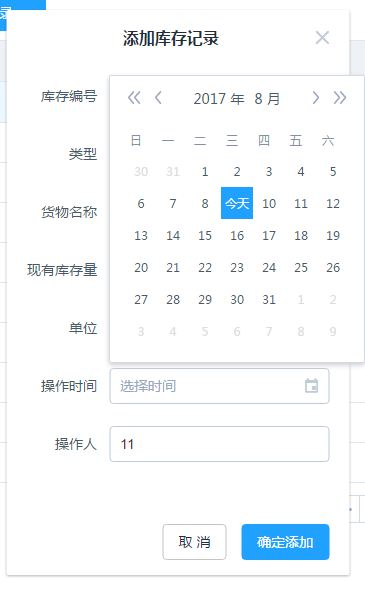 录
添加库存记录
库存编号
类型
货物名称
现有库存量
单位
2017 年 8 月
日 一 二 三 四 五 六
30 31 1 2 3 4 5
6 7 8 今天 10 11 12
13 14 15 16 17 18 19
20 21 22 23 24 25 26
27 28 29 30 31 1 2
3 4 5 6 7 8 9
操作时间 选择时间
操作人 11
取 消 确定添加